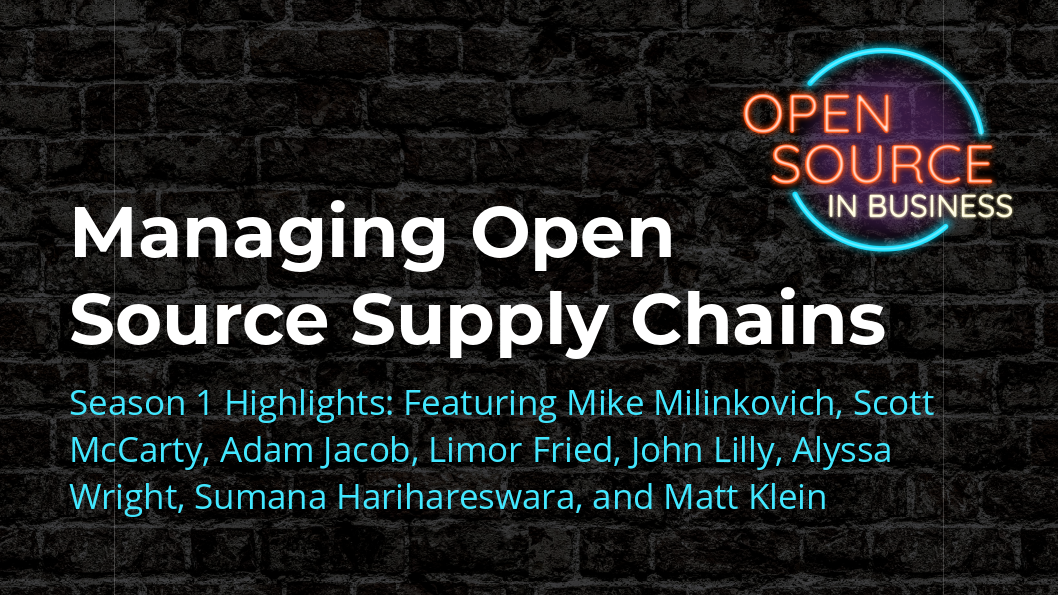 OPEN
SOURCE
IN BUSINESS
Managing Open
Source Supply Chains
Season 1 Highlights: Featuring Mike Milinkovich, Scott
McCarty, Adam Jacob, Limor Fried, John Lilly, Alyssa
Wright, Sumana Harihareswara, and Matt Klein